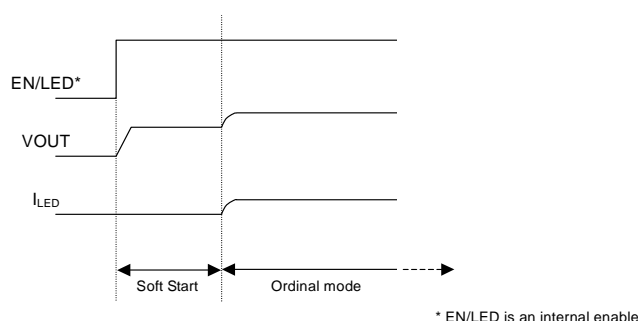 EN/LED*
VOUT
ILED
Soft Start
Ordinal mode
* EN/LED is an internal enable